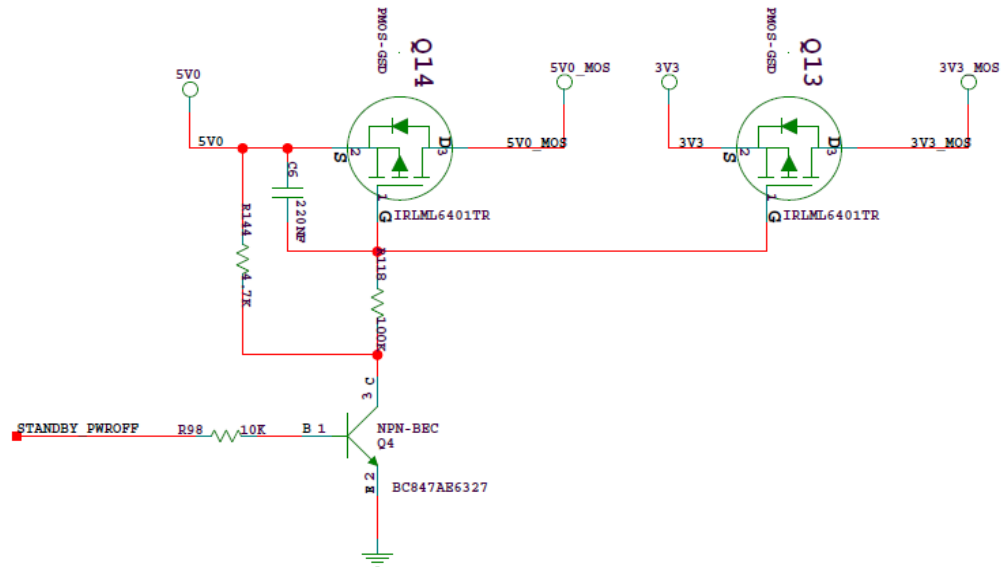 PMOS-GSD
Q14
PMOS-GSD
Q13
5V0
5V0_MOS
3V3
3V3_MOS
5V0
S
2
D
3
5V0_MOS
3V3
S
2
D
3
3V3_MOS
C6
220NF
1
G
IRLML6401TR
1
G
IRLML6401TR
R144
4.7K
R118
100K
3 C
STANDBY_PWROFF
R98
10K
B 1
NPN-BEC
Q4
E 2
BC847AE6327